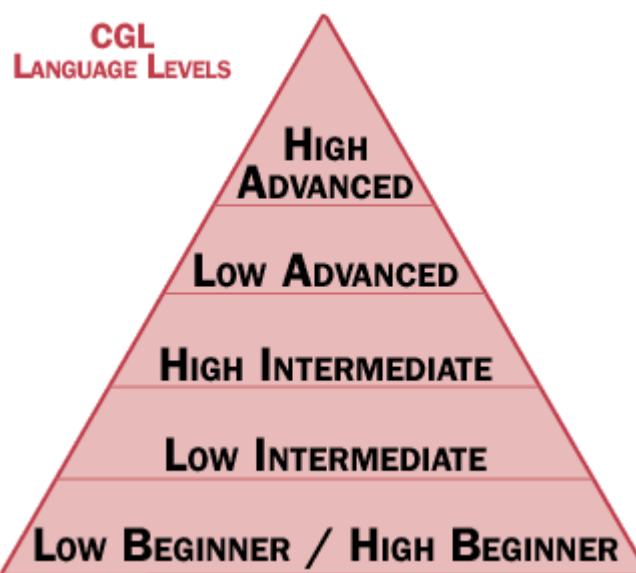 CGL
LANGUAGE LEVELS
HIGH
ADVANCED
LOW ADVANCED
HIGH INTERMEDIATE
LOW INTERMEDIATE
LOW BEGINNER / HIGH BEGINNER